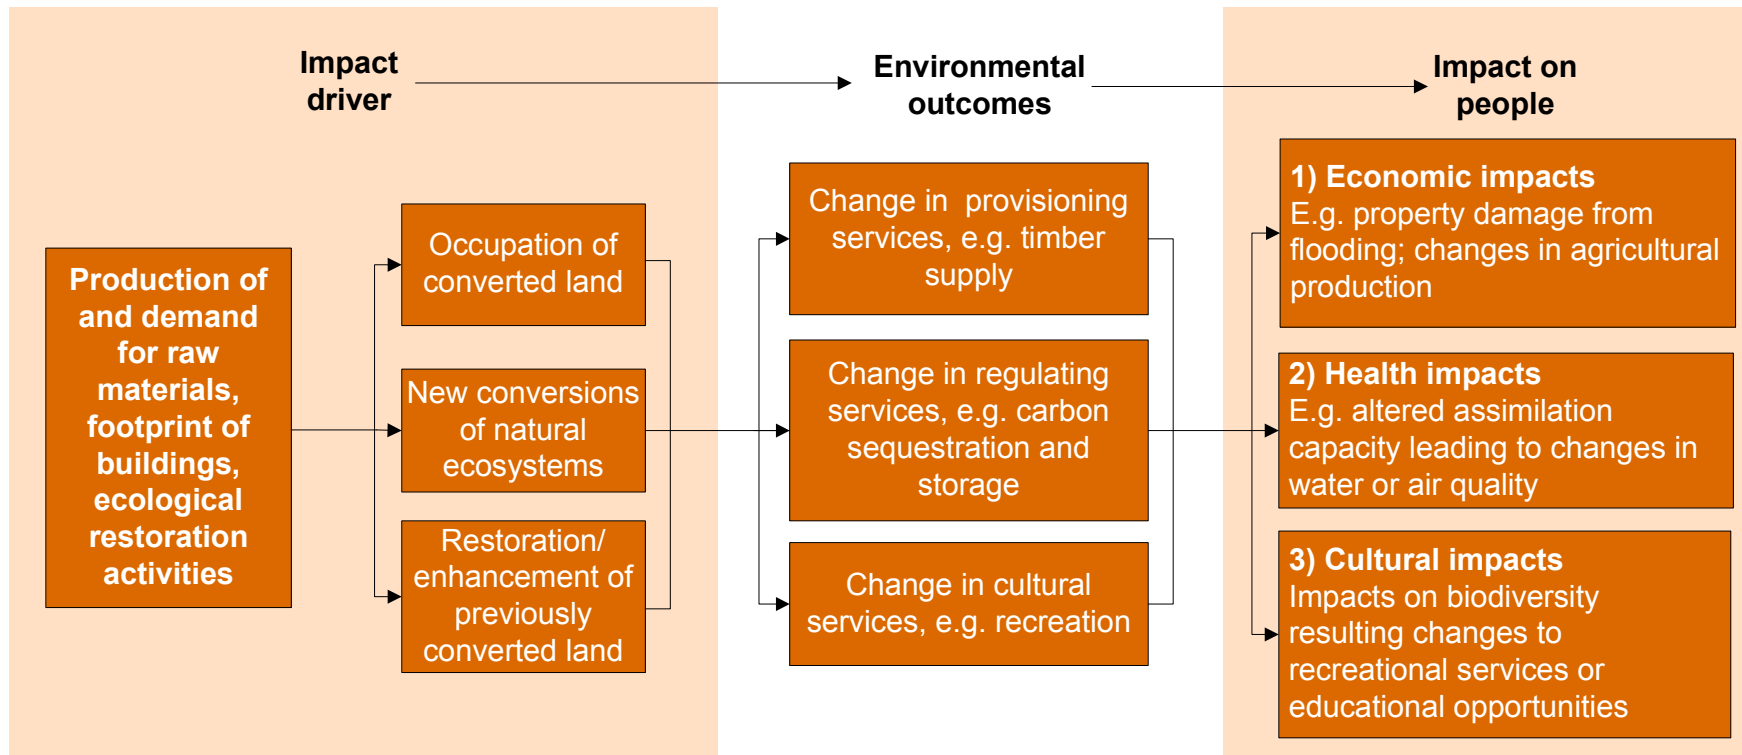 Impact
driver
Environmental
outcomes
Impact on
people
Production of
and demand
for raw
materials,
footprint of
buildings,
ecological
restoration
activities
Occupation of
converted land
New conversions
of natural
ecosystems
Restoration/
enhancement of
previously
converted land
Change in  provisioning
services, e.g. timber
supply
Change in regulating
services, e.g. carbon
sequestration and
storage
Change in cultural
services, e.g. recreation
1) Economic impacts
E.g. property damage from
flooding; changes in agricultural
production
2) Health impacts
E.g. altered assimilation
capacity leading to changes in
water or air quality
3) Cultural impacts
Impacts on biodiversity
resulting changes to
recreational services or
educational opportunities